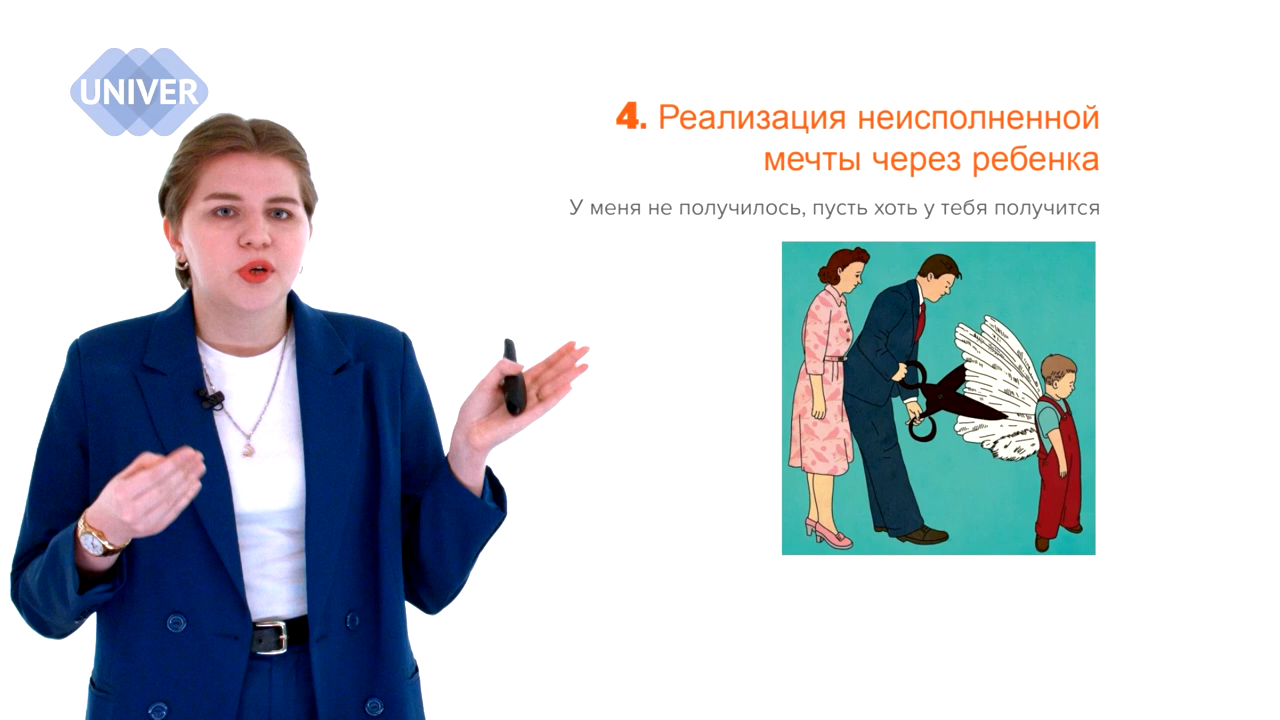 UNIVER
4. Реализация неисполненной
мечты через ребенка
У меня не получилось, пусть хоть у тебя получится